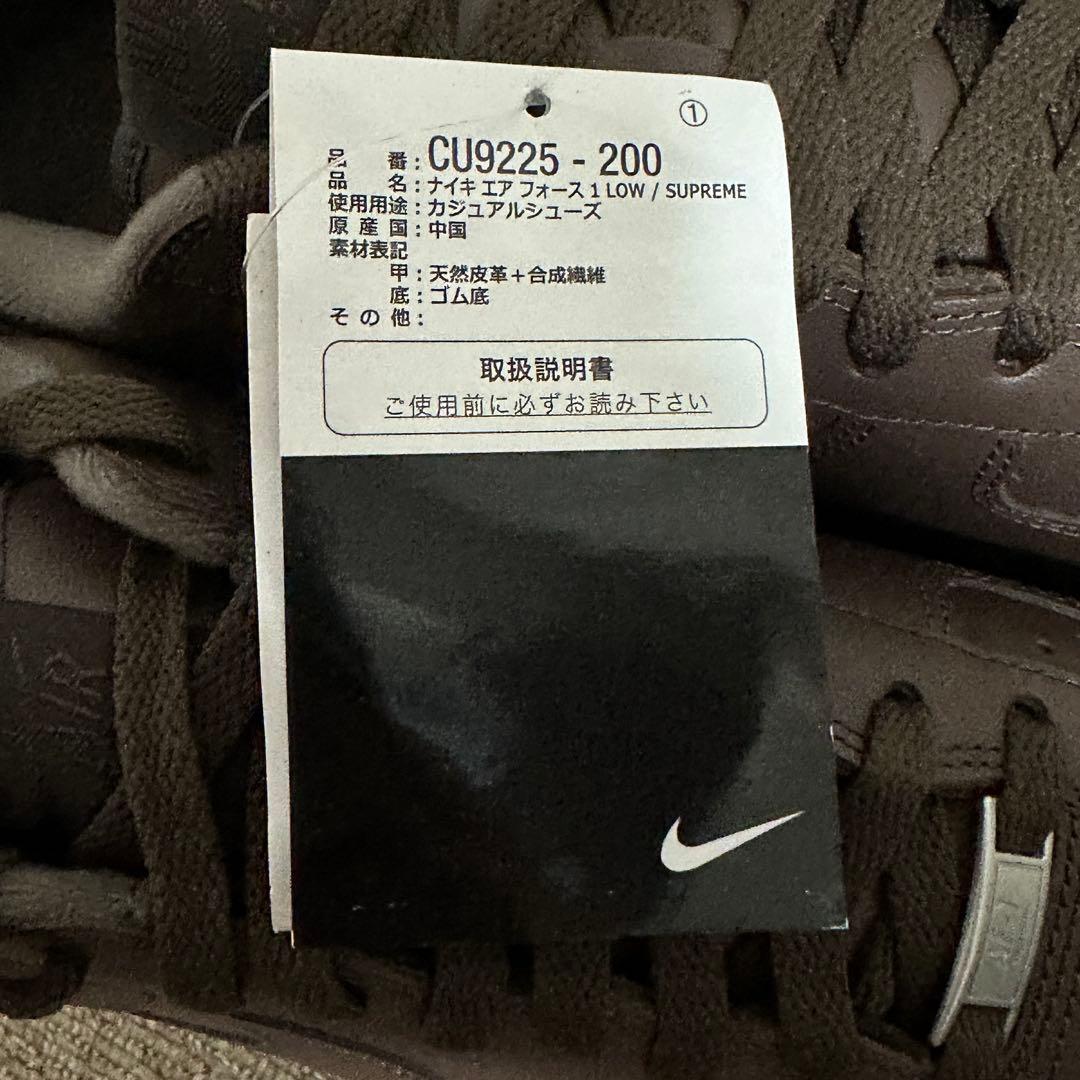 ①
品番：CU9225 - 200
品名：ナイキ エア フォース 1 LOW / SUPREME
使用用途：カジュアルシューズ
原産国：中国
素材表記
甲：天然皮革＋合成繊維
底：ゴム底
その他：
取扱説明書
ご使用前に必ずお読み下さい